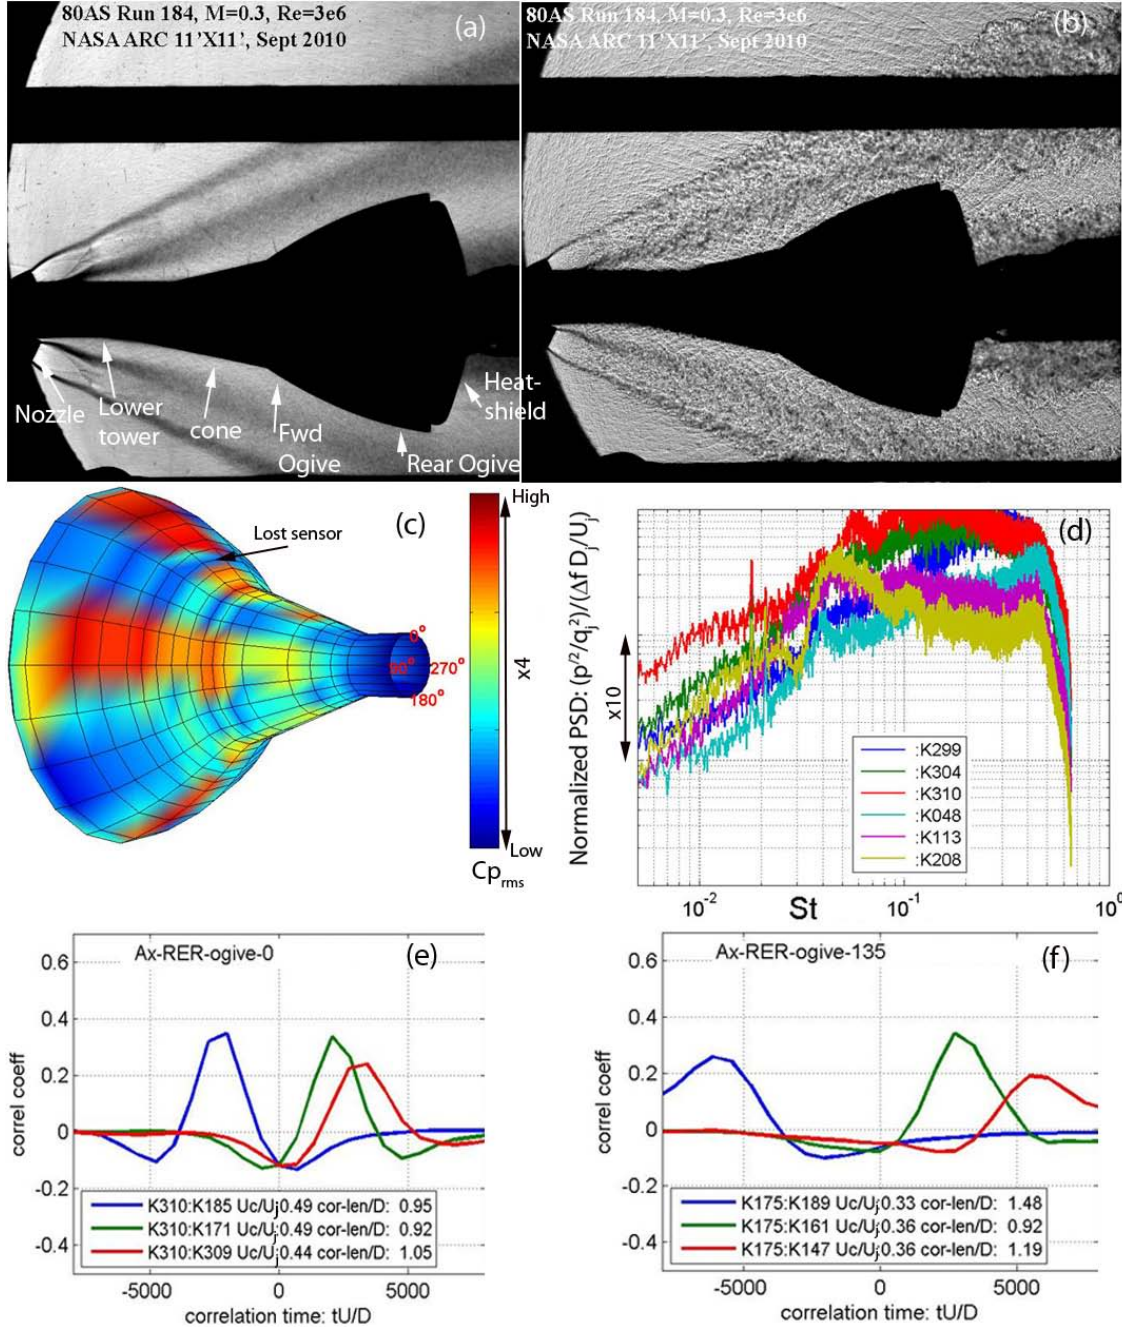 80AS Run 184, M=0.3, Re=3e6
NASA ARC 11'X11', Sept 2010
(a)
80AS Run 184, M=0.3, Re=3e6
NASA ARC 11'X11', Sept 2010
(b)
Nozzle
Lower
tower
cone
Fwd
Ogive
Rear Ogive
Heat-
shield
(c)
Lost sensor
0°
90°
270°
180°
High
x4
Low
Cp rms
(d)
Normalized PSD: (p'²/qj²)/(Δf Dj/Uj)
x10
:K299
:K304
:K310
:K048
:K113
:K208
10⁻²
St
10⁻¹
10⁰
Ax-RER-ogive-0
(e)
0.6
0.4
0.2
0
-0.2
-0.4
correl coeff
K310:K185 Uc/Uj:0.49 cor-len/D: 0.95
K310:K171 Uc/Uj:0.49 cor-len/D: 0.92
K310:K309 Uc/Uj:0.44 cor-len/D: 1.05
-5000
0
5000
correlation time: tU/D
Ax-RER-ogive-135
(f)
0.6
0.4
0.2
0
-0.2
-0.4
correl coeff
K175:K189 Uc/Uj:0.33 cor-len/D: 1.48
K175:K161 Uc/Uj:0.36 cor-len/D: 0.92
K175:K147 Uc/Uj:0.36 cor-len/D: 1.19
-5000
0
5000
correlation time: tU/D